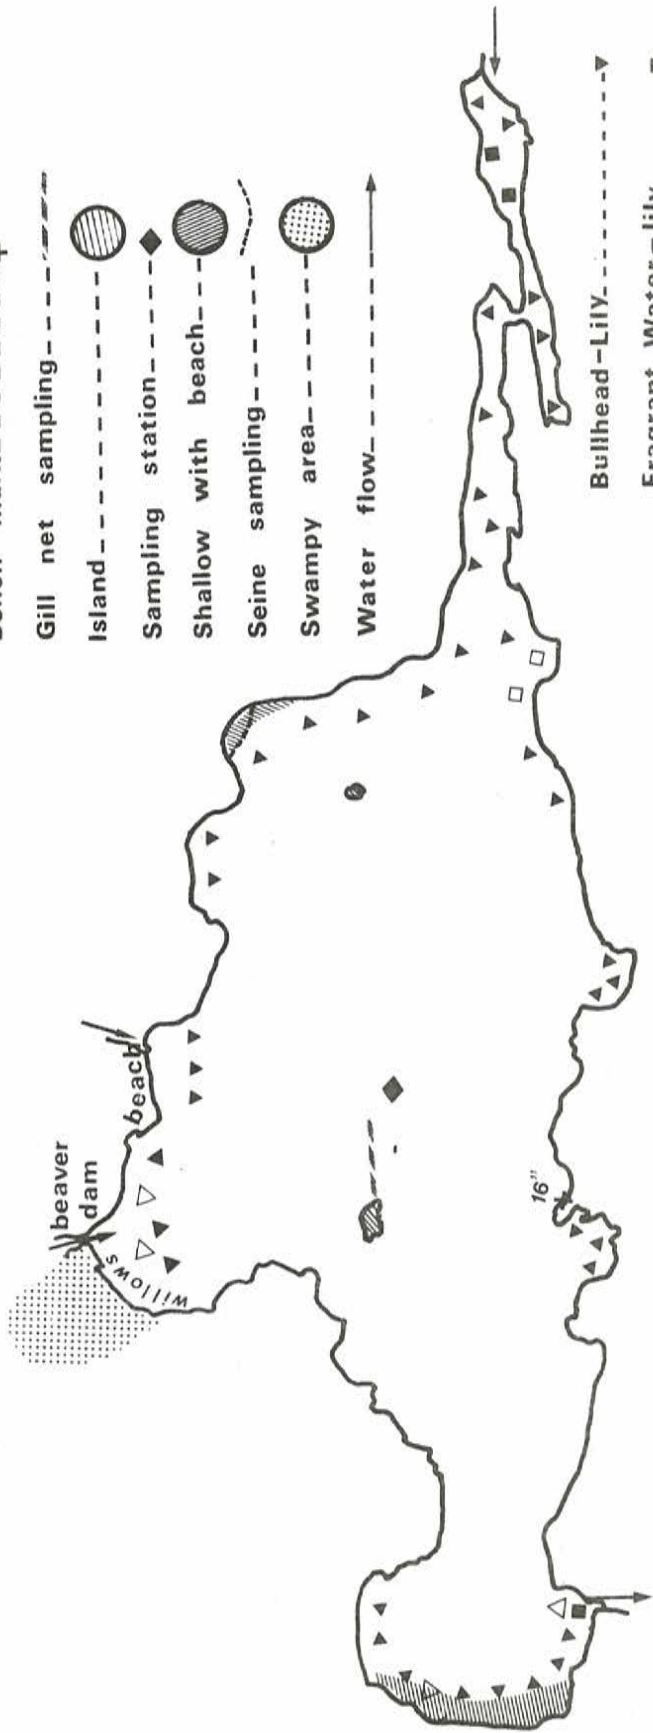 Gill net sampling
Island
Sampling station
Shallow with beach
Seine sampling
Swampy area
Water flow
beaver
dam
beach
willows
16"
Bullhead-Lily